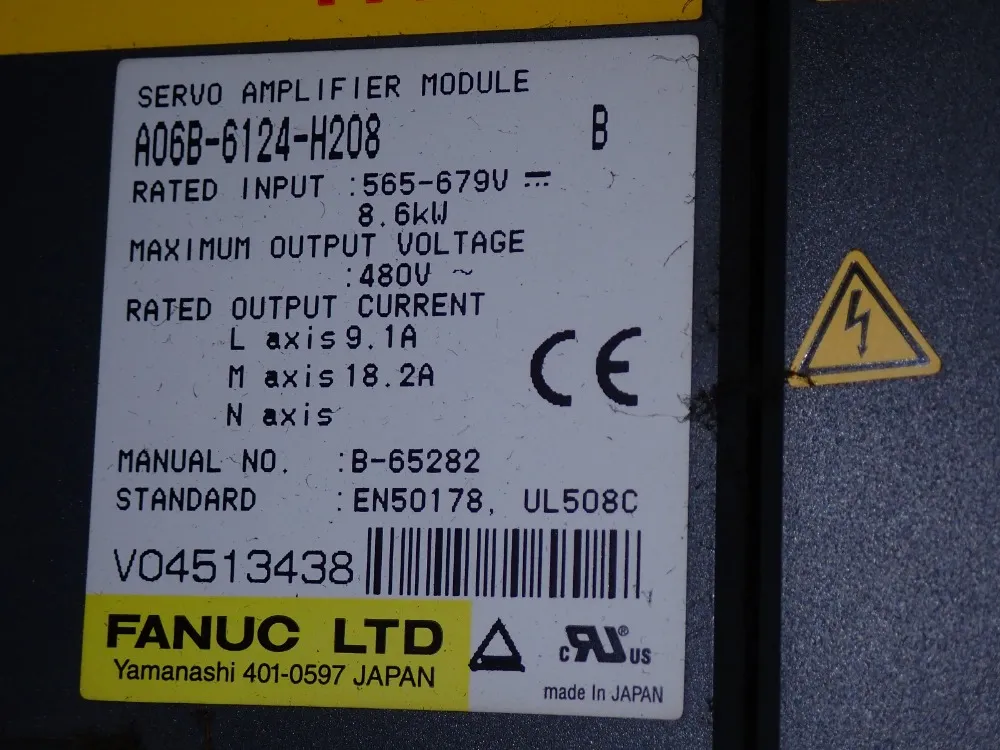 SERVO AMPLIFIER MODULE
A06B-6124-H208 B
RATED INPUT :565-679V ⎓
8.6kW
MAXIMUM OUTPUT VOLTAGE
:480V ~
RATED OUTPUT CURRENT
L axis 9.1A
M axis 18.2A
N axis
CE
MANUAL NO. :B-65282
STANDARD :EN50178, UL508C
V04513438
FANUC LTD
Yamanashi 401-0597 JAPAN
c RU ® US
made In JAPAN